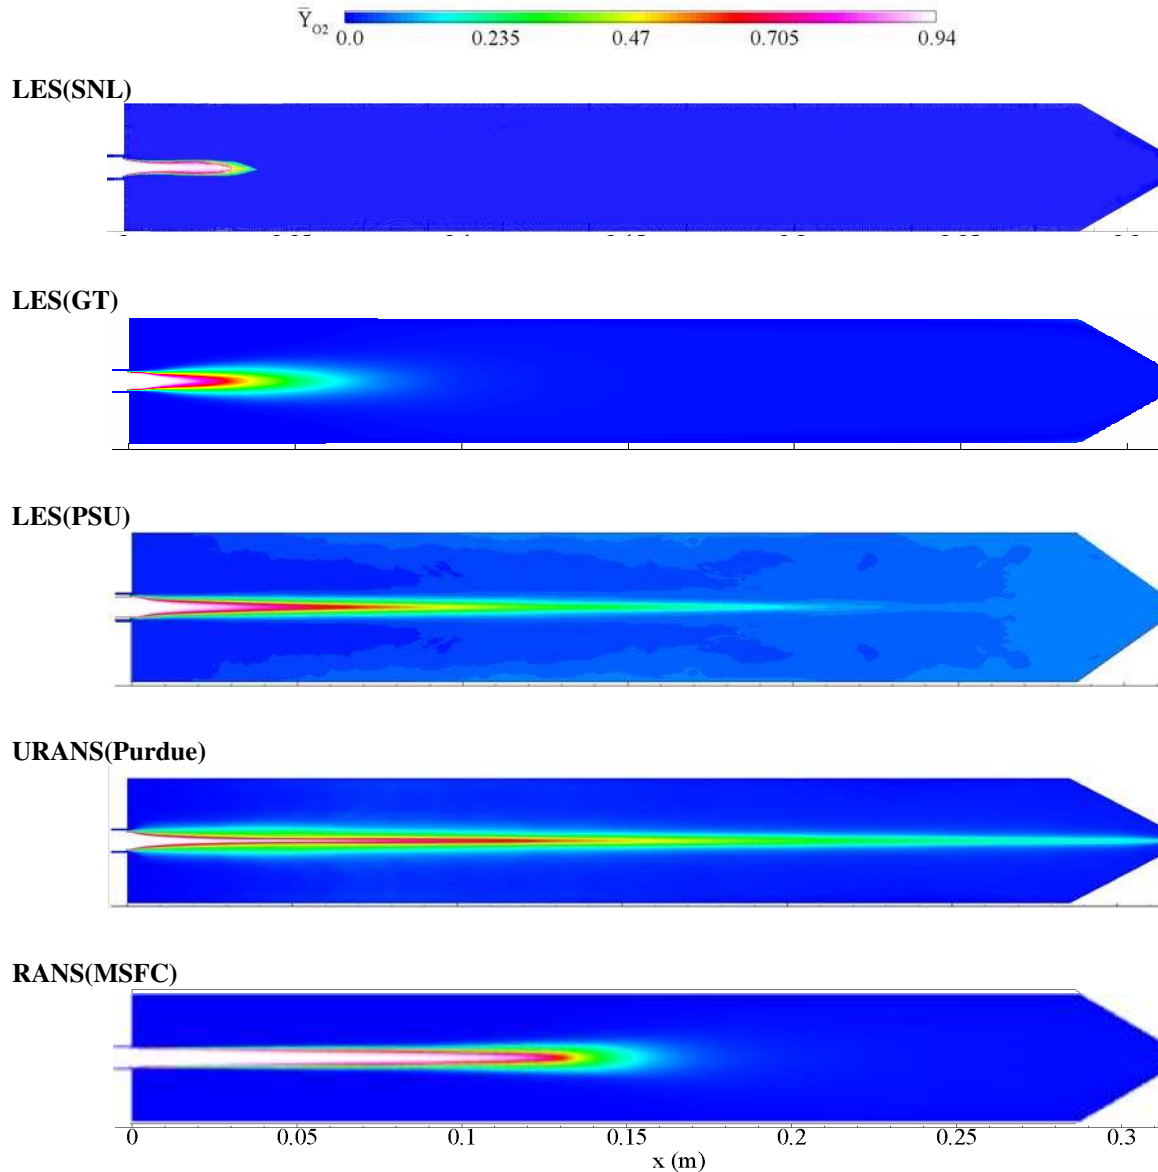 Y̅O2
0.0 0.235 0.47 0.705 0.94
LES(SNL)
LES(GT)
LES(PSU)
URANS(Purdue)
RANS(MSFC)
0 0.05 0.1 0.15 0.2 0.25 0.3
x (m)